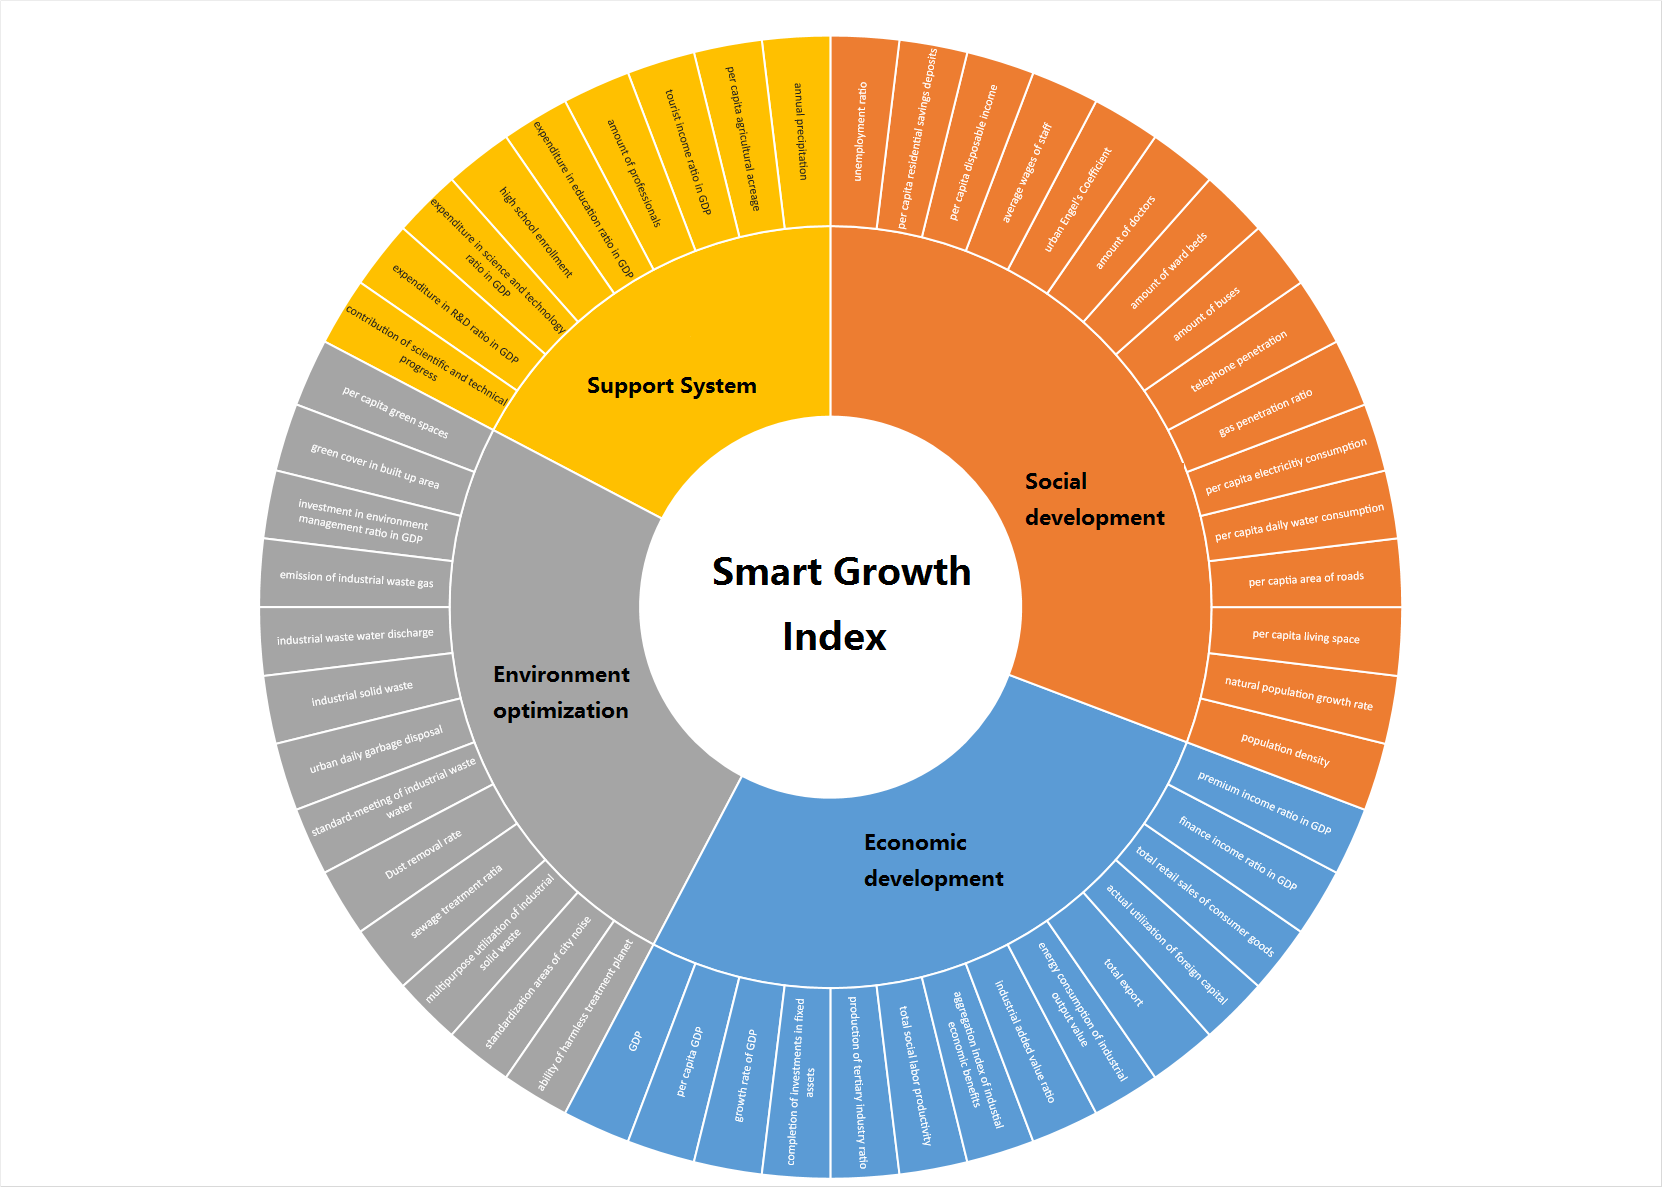 Smart Growth
Index
Social
development
unemployment ratio
per capita residential savings deposits
per capita disposable income
average wages of staff
urban Engel's Coefficient
amount of doctors
amount of ward beds
amount of buses
telephone penetration
gas penetration ratio
per capita electricitiy consumption
per capita daily water consumption
per captia area of roads
per capita living space
natural population growth rate
population density
Economic
development
premium income ratio in GDP
finance income ratio in GDP
total retail sales of consumer goods
actual utilization of foreign capital
total export
energy consumption of industrial
output value
industrial added value ratio
aggregation index of industial
economic benefits
total social labor productivity
production of tertiary industry ratio
completion of investments in fixed
assets
growth rate of GDP
per capita GDP
GDP
Environment
optimization
ability of harmless treatment planet
standardization areas of city noise
multipurpose utilization of industrial
solid waste
sewage treatment ratia
Dust removal rate
standard-meeting of industrial waste
water
urban daily garbage disposal
industrial solid waste
industrial waste water discharge
emission of industrial waste gas
investment in environment
management ratio in GDP
green cover in built up area
per capita green spaces
Support System
contribution of scientific and technical
progress
expenditure in R&D ratio in GDP
expenditure in science and technology
ratio in GDP
high school enrollment
expenditure in education ratio in GDP
amount of professionals
tourist income ratio in GDP
per capita agricultural acreage
annual precipitation